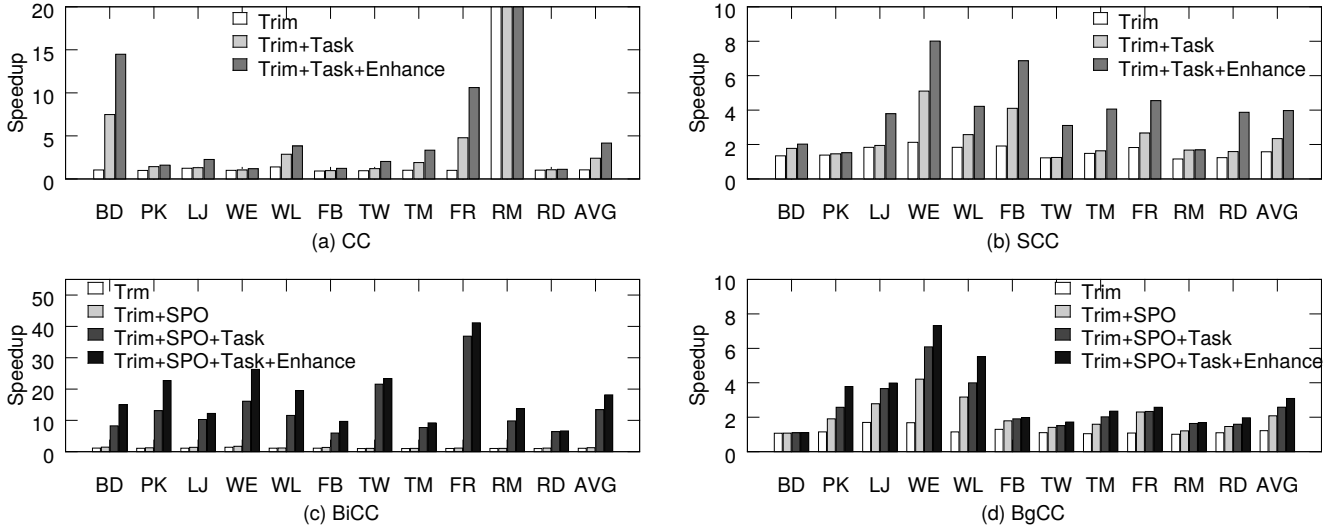 20
15
10
5
0
Speedup
Trim
Trim+Task
Trim+Task+Enhance
BD PK LJ WE WL FB TW TM FR RM RD AVG
(a) CC
10
8
6
4
2
0
Speedup
Trim
Trim+Task
Trim+Task+Enhance
BD PK LJ WE WL FB TW TM FR RM RD AVG
(b) SCC
50
40
30
20
10
0
Speedup
Trm
Trim+SPO
Trim+SPO+Task
Trim+SPO+Task+Enhance
BD PK LJ WE WL FB TW TM FR RM RD AVG
(c) BiCC
10
8
6
4
2
0
Speedup
Trim
Trim+SPO
Trim+SPO+Task
Trim+SPO+Task+Enhance
BD PK LJ WE WL FB TW TM FR RM RD AVG
(d) BgCC